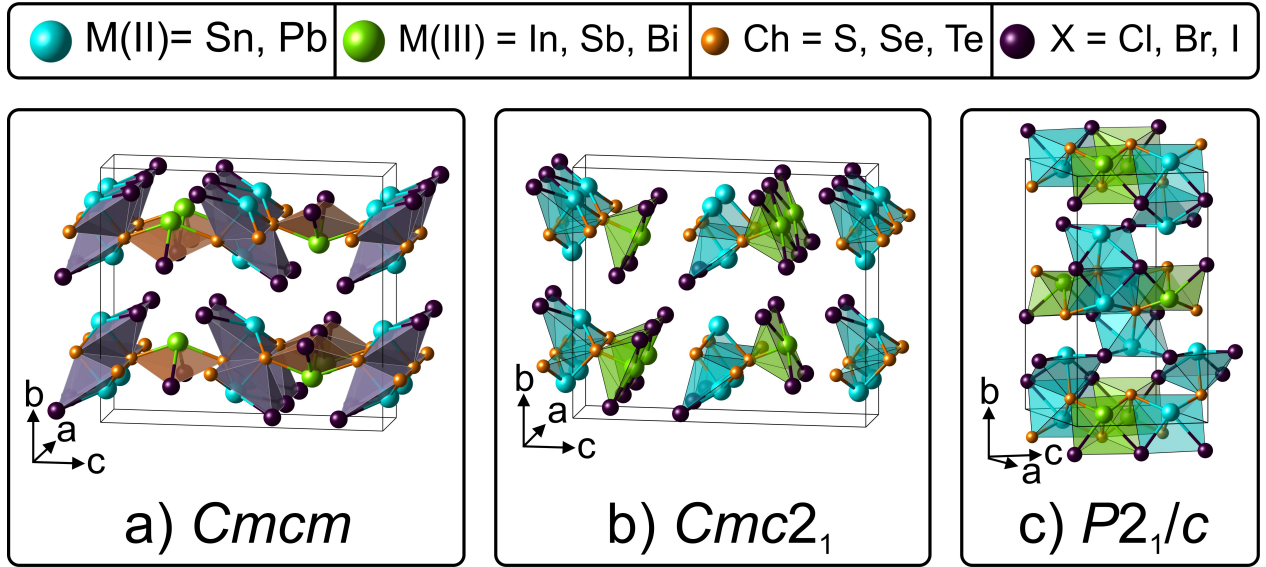 M(II)= Sn, Pb
M(III) = In, Sb, Bi
Ch = S, Se, Te
X = Cl, Br, I
b
a
c
b
a
c
b
c
a
a) Cmcm
b) Cmc2₁
c) P2₁/c